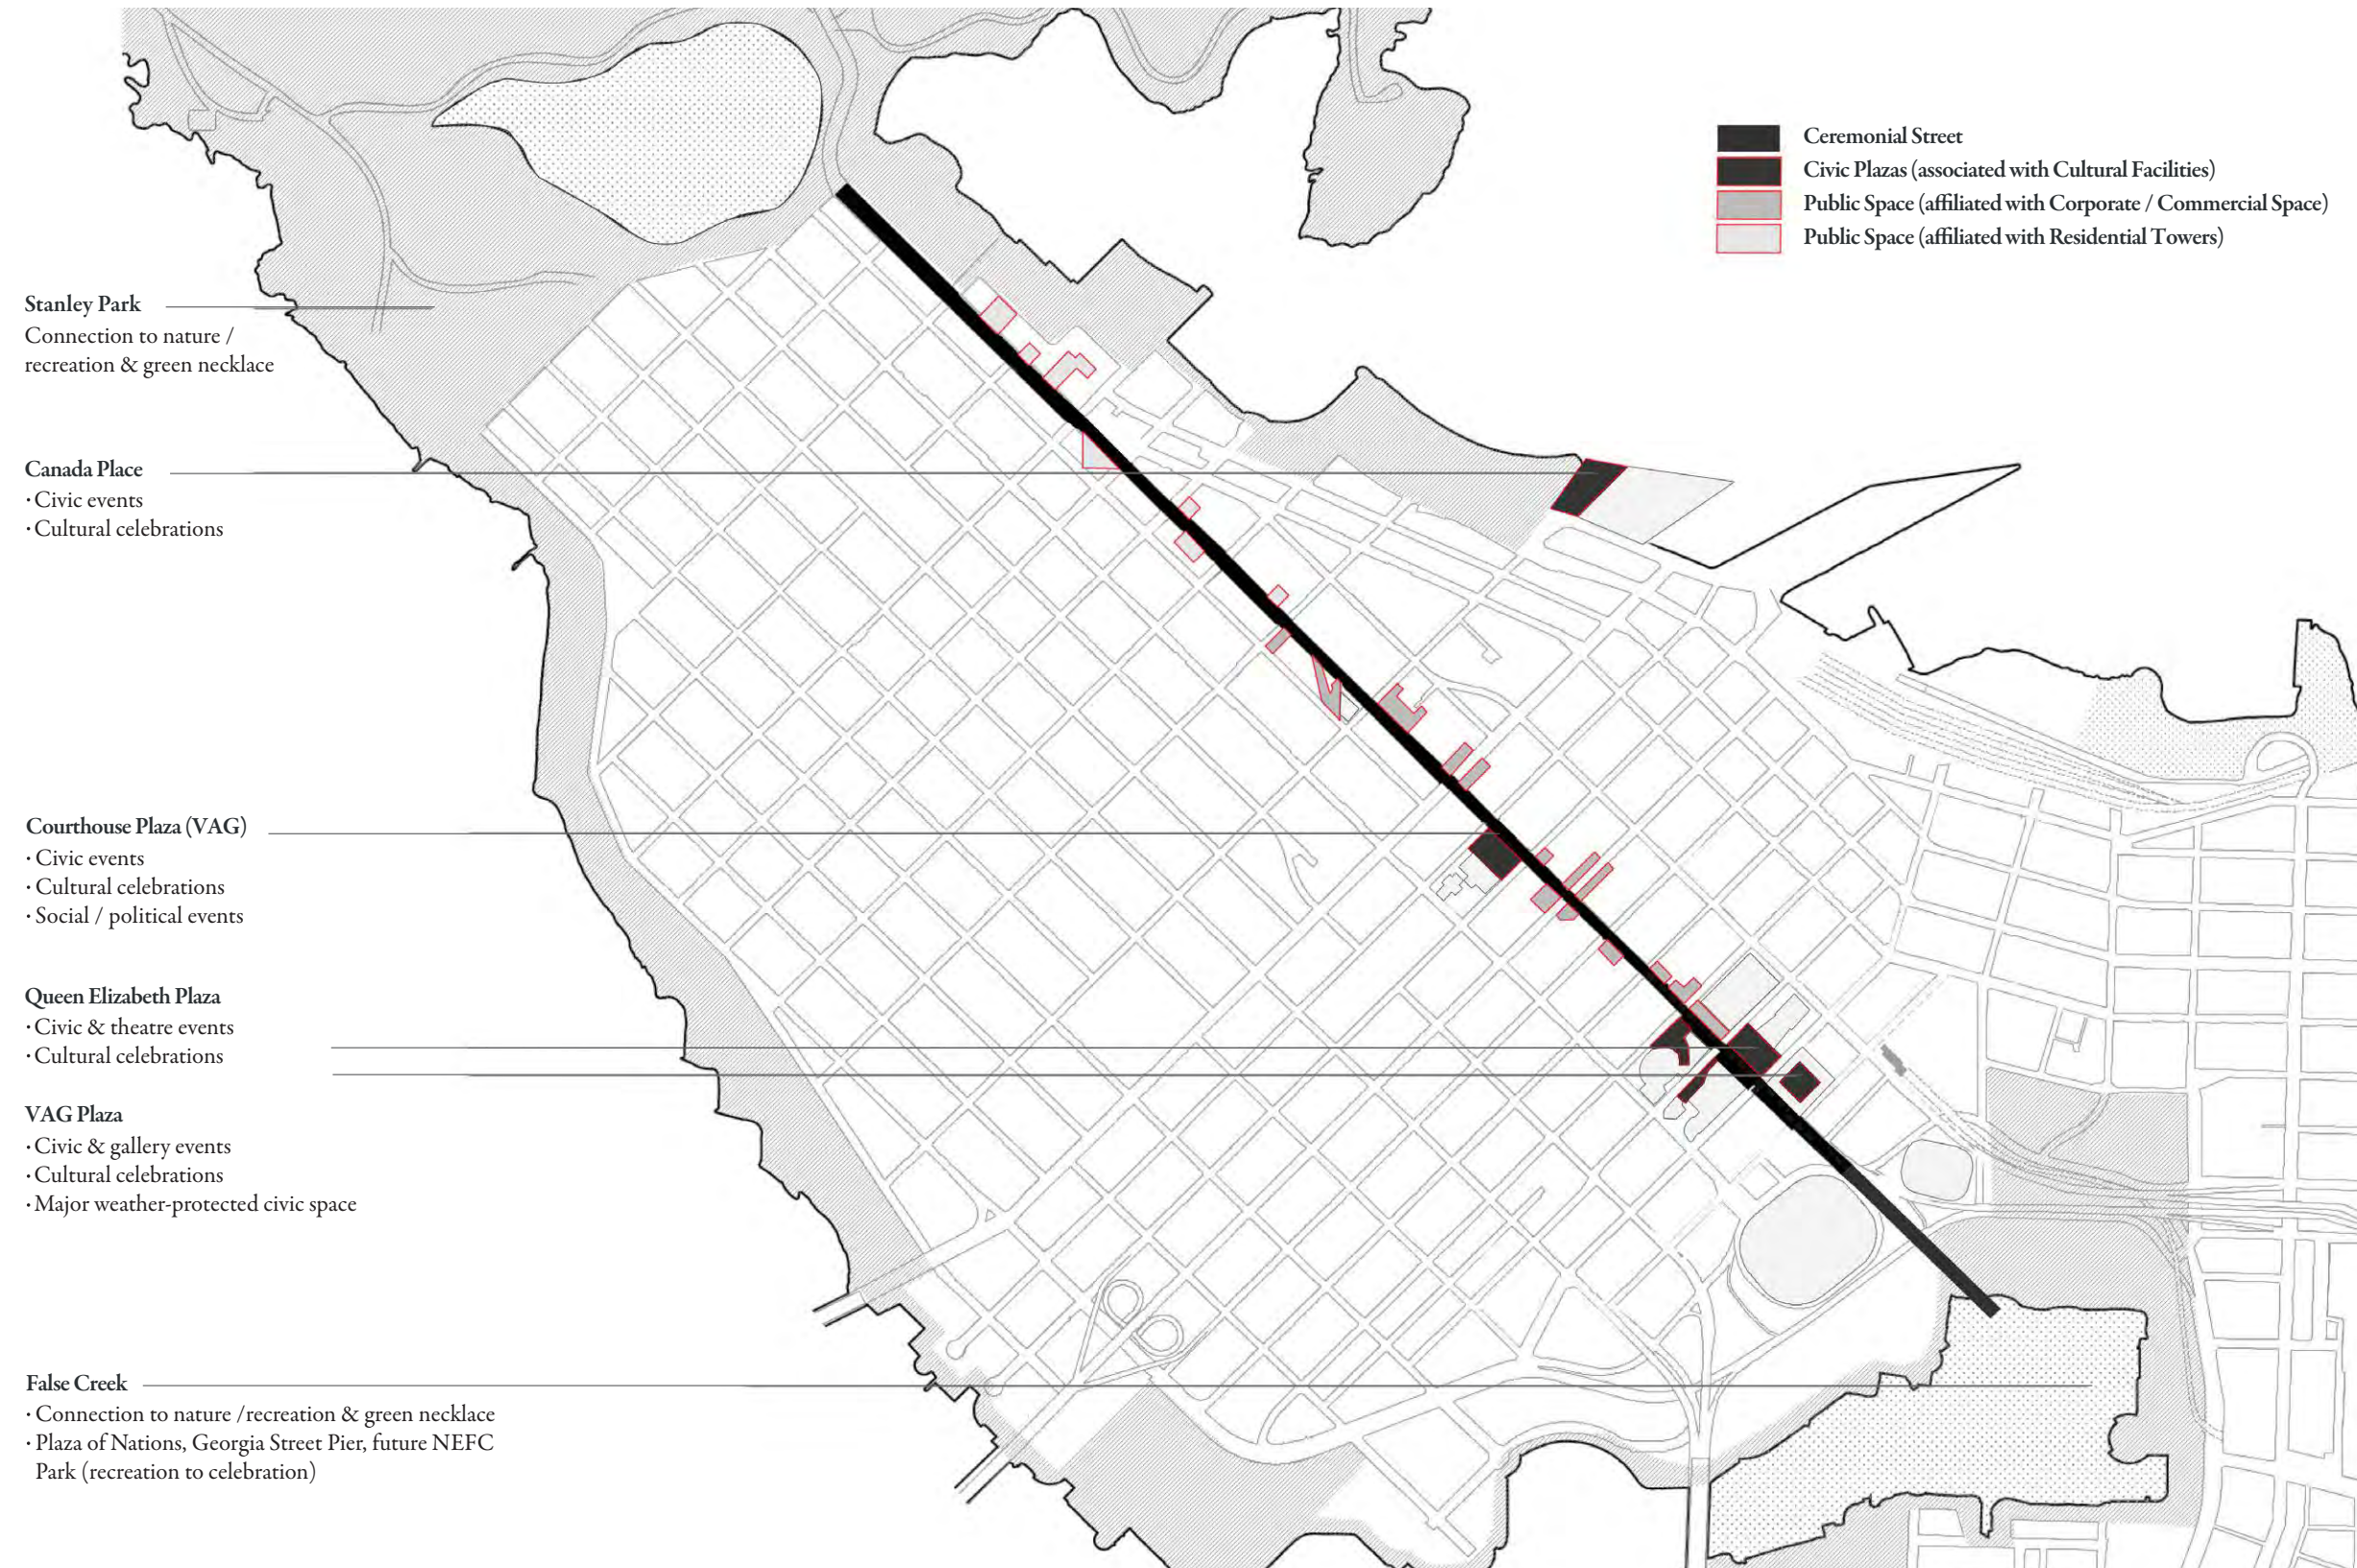 Ceremonial Street
Civic Plazas (associated with Cultural Facilities)
Public Space (affiliated with Corporate / Commercial Space)
Public Space (affiliated with Residential Towers)
Stanley Park
Connection to nature /
recreation & green necklace
Canada Place
· Civic events
· Cultural celebrations
Courthouse Plaza (VAG)
· Civic events
· Cultural celebrations
· Social / political events
Queen Elizabeth Plaza
· Civic & theatre events
· Cultural celebrations
VAG Plaza
· Civic & gallery events
· Cultural celebrations
· Major weather-protected civic space
False Creek
· Connection to nature /recreation & green necklace
· Plaza of Nations, Georgia Street Pier, future NEFC
Park (recreation to celebration)